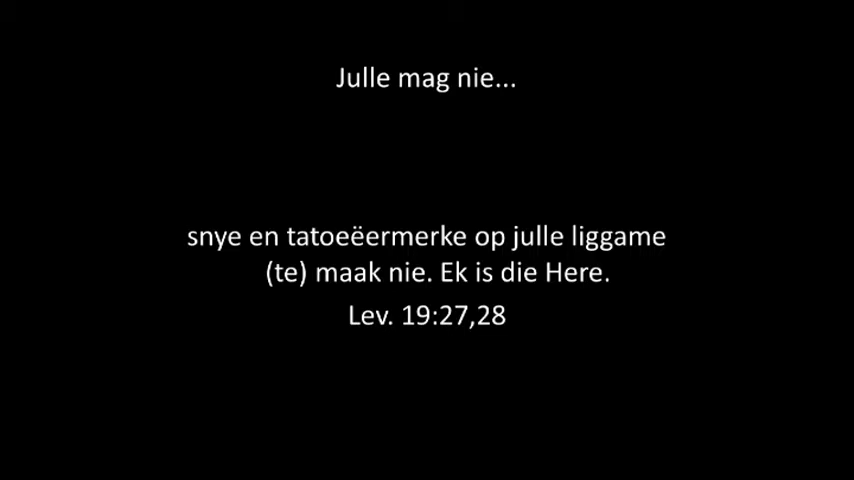 Julle mag nie...
snye en tatoeëermerke op julle liggame
(te) maak nie. Ek is die Here.
Lev. 19:27,28